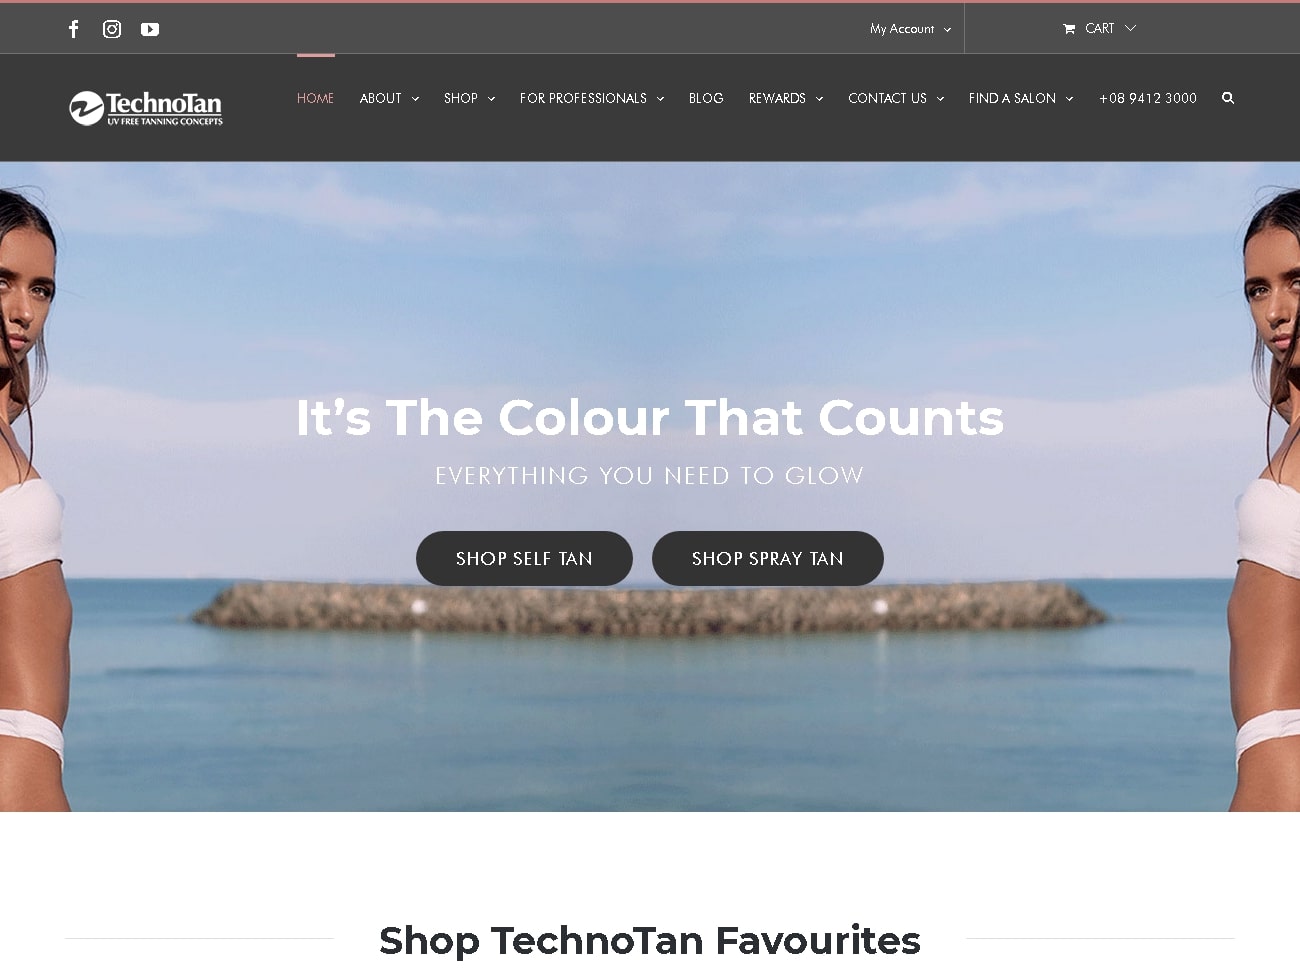 My Account
CART
TechnoTan
UV FREE TANNING CONCEPTS
HOME
ABOUT
SHOP
FOR PROFESSIONALS
BLOG
REWARDS
CONTACT US
FIND A SALON
+08 9412 3000
It’s The Colour That Counts
EVERYTHING YOU NEED TO GLOW
SHOP SELF TAN
SHOP SPRAY TAN
Shop TechnoTan Favourites